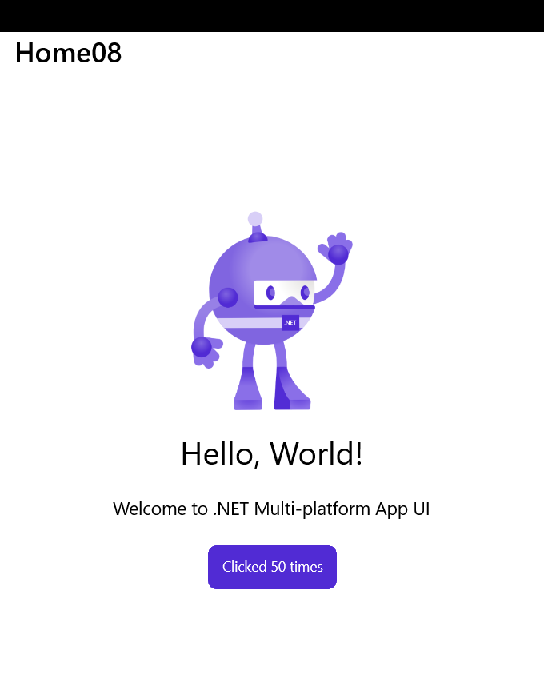 Home08
.NET
Hello, World!
Welcome to .NET Multi-platform App UI
Clicked 50 times